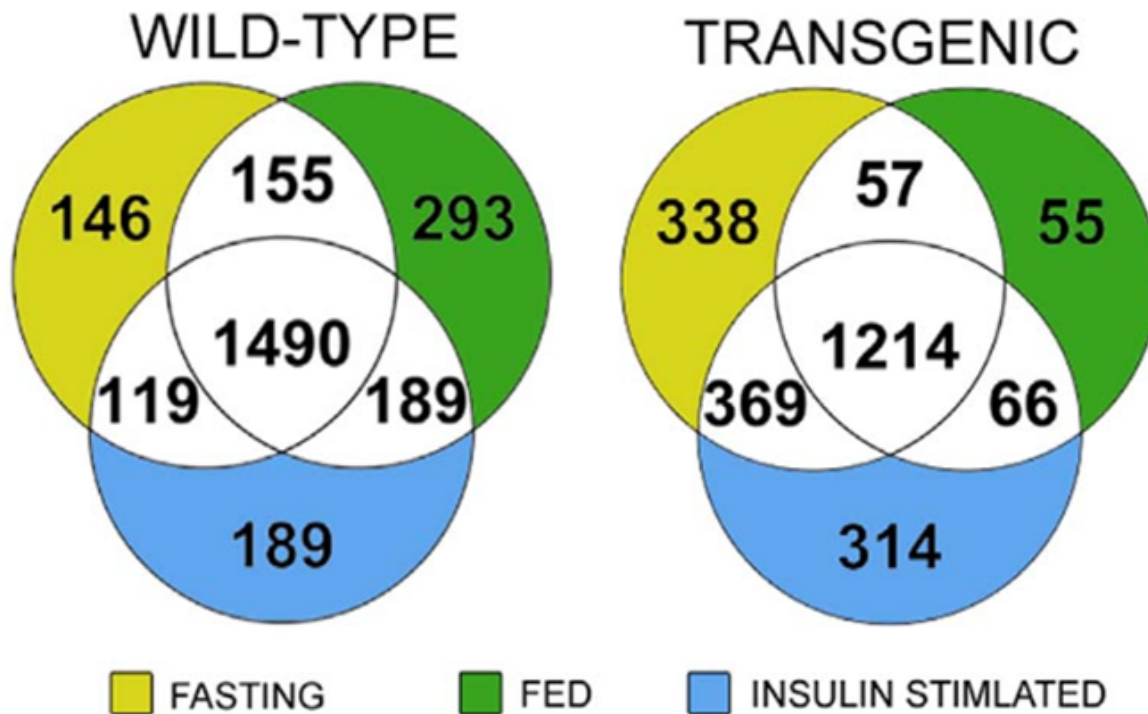 WILD-TYPE TRANSGENIC
155 57
146 293 338 55
1490 1214
119 189 369 66
189 314
FASTING FED INSULIN STIMLATED